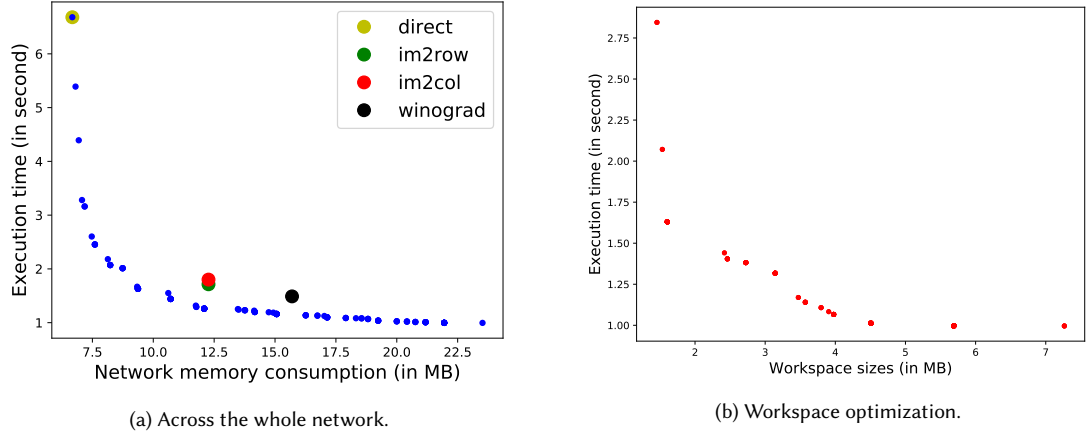 direct
im2row
im2col
winograd
Execution time (in second)
6
5
4
3
2
1
7.5 10.0 12.5 15.0 17.5 20.0 22.5
Network memory consumption (in MB)
(a) Across the whole network.
Execution time (in second)
2.75
2.50
2.25
2.00
1.75
1.50
1.25
1.00
2 3 4 5 6 7
Workspace sizes (in MB)
(b) Workspace optimization.